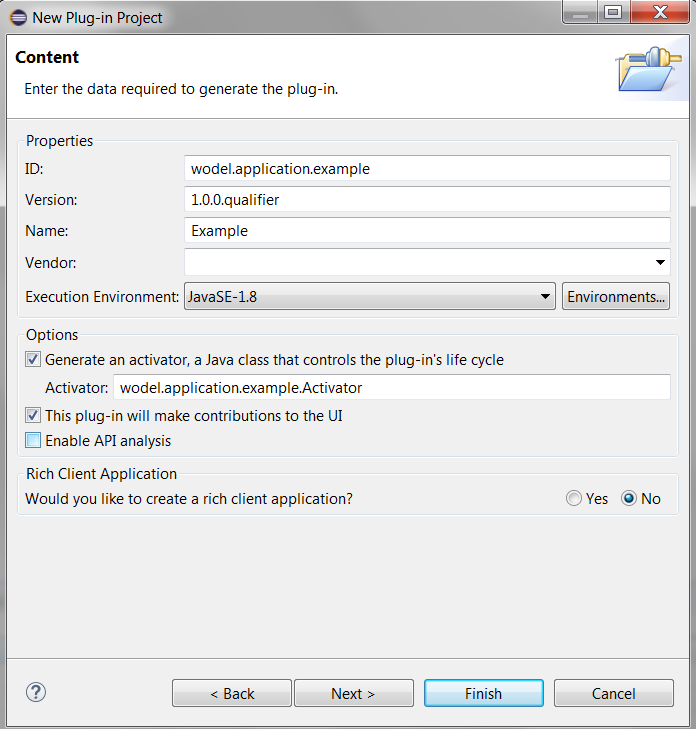 New Plug-in Project
Content
Enter the data required to generate the plug-in.
Properties
ID: wodel.application.example
Version: 1.0.0.qualifier
Name: Example
Vendor:
Execution Environment: JavaSE-1.8 Environments...
Options
Generate an activator, a Java class that controls the plug-in's life cycle
Activator: wodel.application.example.Activator
This plug-in will make contributions to the UI
Enable API analysis
Rich Client Application
Would you like to create a rich client application? Yes No
? < Back Next > Finish Cancel